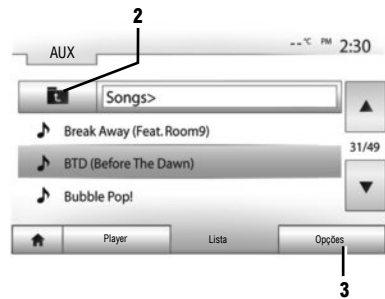 2
AUX
--°C PM 2:30
Songs>
Break Away (Feat. Room9)
31/49
BTD (Before The Dawn)
Bubble Pop!
Player Lista Opções
3